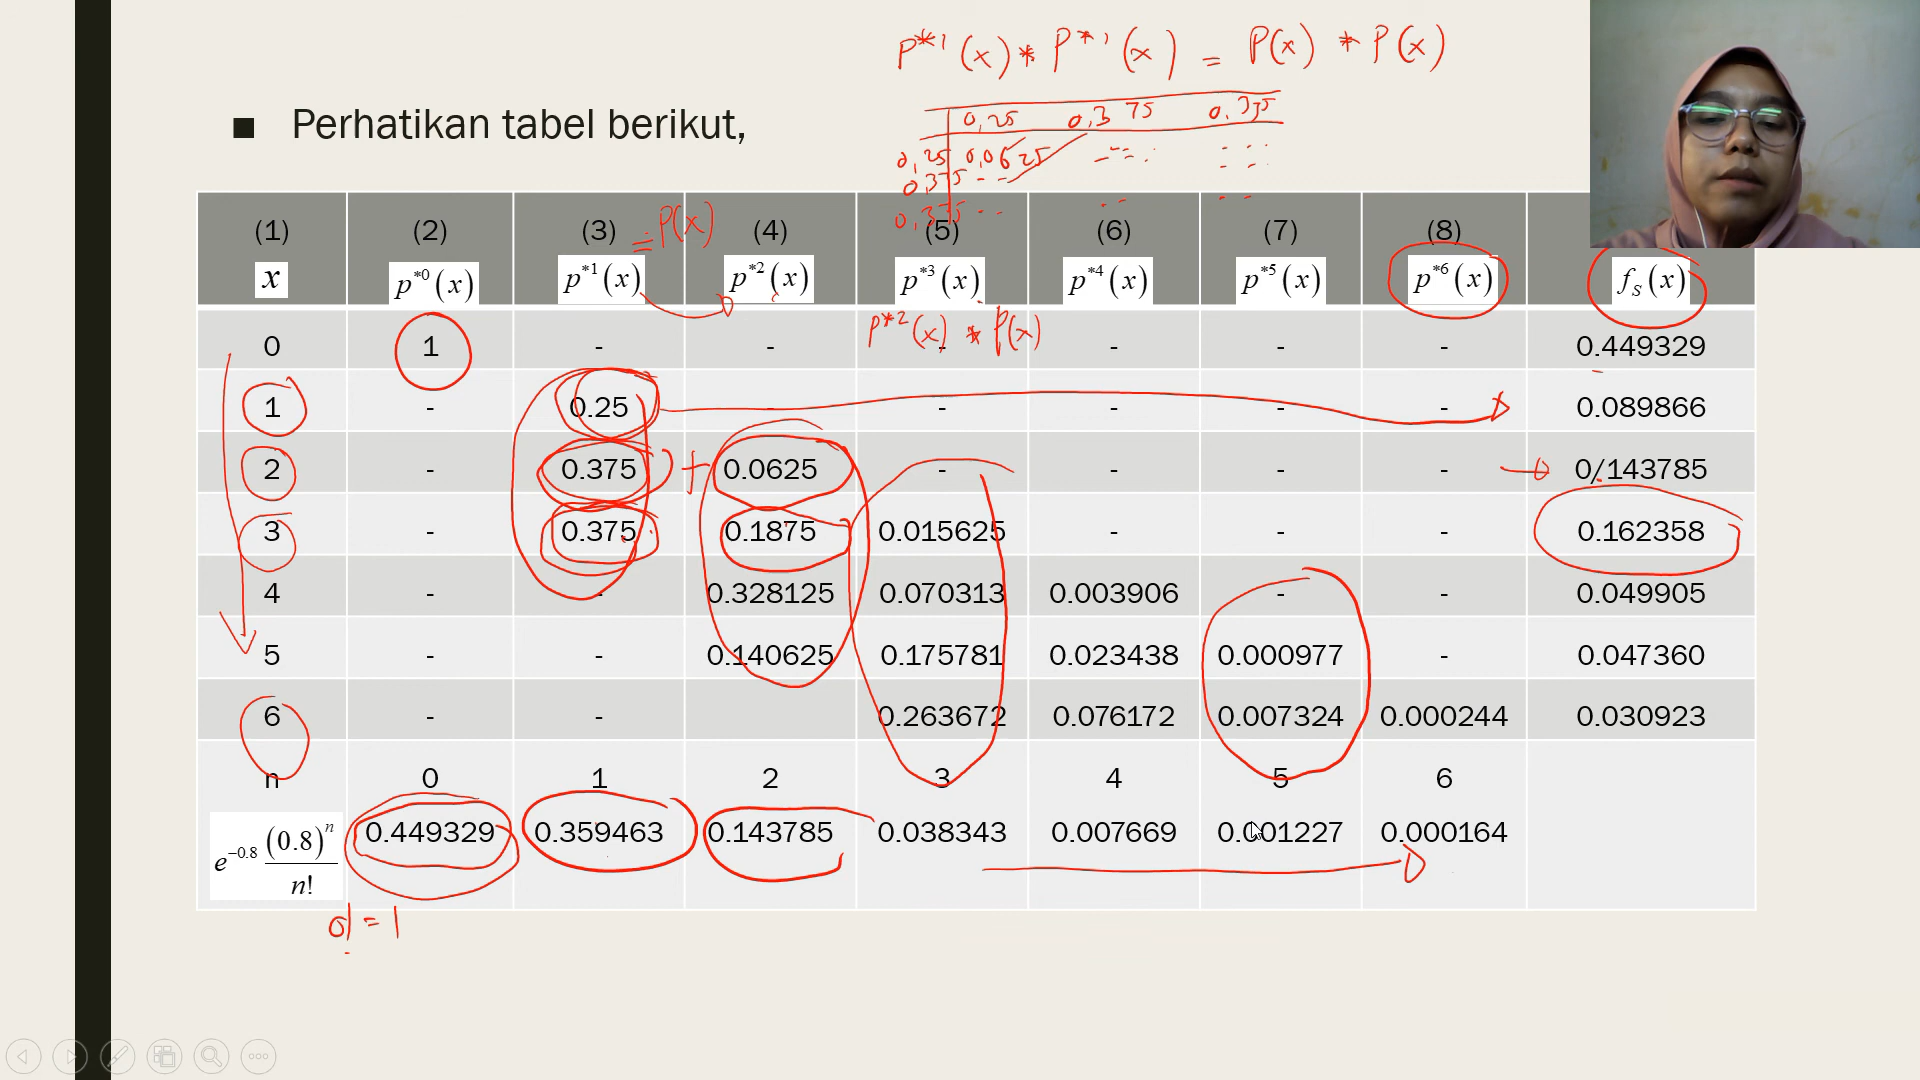 P*¹(x) * P*¹(x) = P(x) * P(x)
■ Perhatikan tabel berikut,
0,25 0,375 0,375
0,25 0,0625
0,375
0,375
(1) (2) (3) =P(x) (4) (5) (6) (7) (8)
x p*0(x) p*1(x) p*2(x) p*3(x) p*4(x) p*5(x) p*6(x) fS(x)
P*²(x) * P(x)
0 1 - - - - - - 0.449329
1 - 0.25 - - - - - 0.089866
2 - 0.375 + 0.0625 - - - - 0/143785
3 - 0.375 0.1875 0.015625 - - - 0.162358
4 - - 0.328125 0.070313 0.003906 - - 0.049905
5 - - 0.140625 0.175781 0.023438 0.000977 - 0.047360
6 - - 0.263672 0.076172 0.007324 0.000244 0.030923
n 0 1 2 3 4 5 6
e^−0.8 (0.8)^n / n! 0.449329 0.359463 0.143785 0.038343 0.007669 0.001227 0.000164
0! = 1